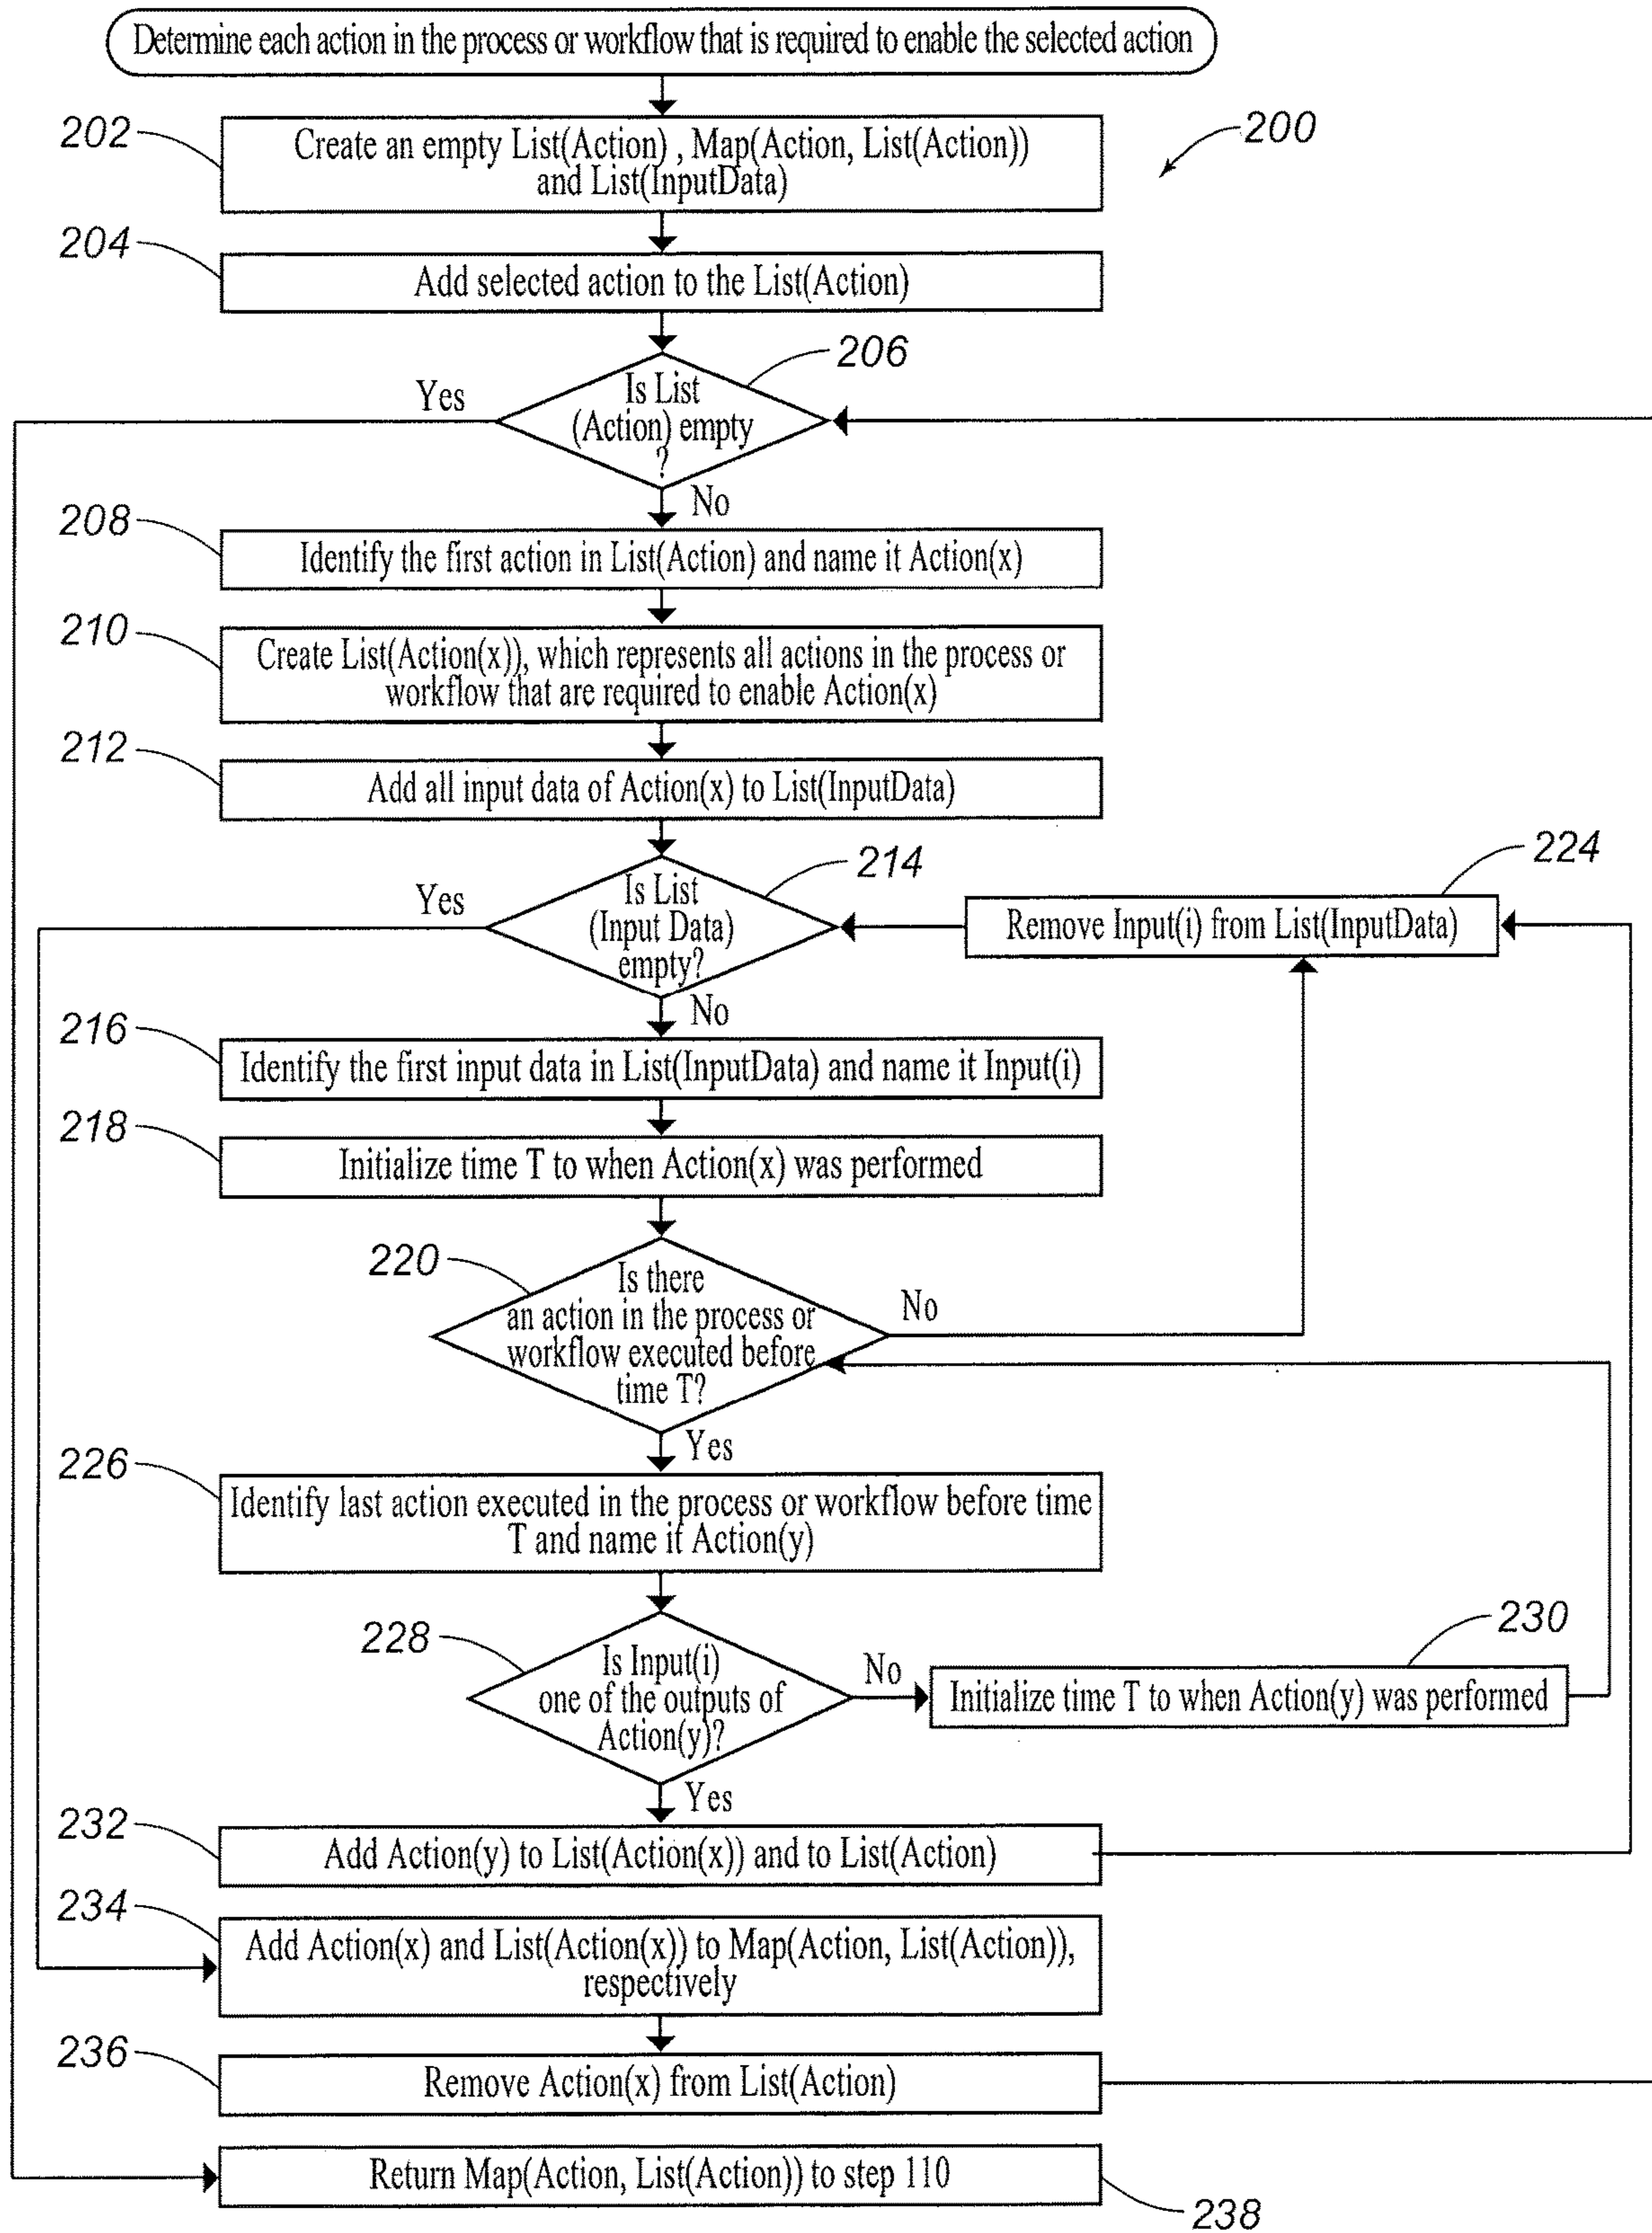 Determine each action in the process or workflow that is required to enable the selected action
200
202
Create an empty List(Action) , Map(Action, List(Action))
and List(InputData)
204
Add selected action to the List(Action)
206
Is List
(Action) empty
?
Yes
No
208
Identify the first action in List(Action) and name it Action(x)
210
Create List(Action(x)), which represents all actions in the process or
workflow that are required to enable Action(x)
212
Add all input data of Action(x) to List(InputData)
214
Is List
(Input Data)
empty?
Yes
No
224
Remove Input(i) from List(InputData)
216
Identify the first input data in List(InputData) and name it Input(i)
218
Initialize time T to when Action(x) was performed
220
Is there
an action in the process or
workflow executed before
time T?
No
Yes
226
Identify last action executed in the process or workflow before time
T and name if Action(y)
228
Is Input(i)
one of the outputs of
Action(y)?
No
Yes
230
Initialize time T to when Action(y) was performed
232
Add Action(y) to List(Action(x)) and to List(Action)
234
Add Action(x) and List(Action(x)) to Map(Action, List(Action)),
respectively
236
Remove Action(x) from List(Action)
Return Map(Action, List(Action)) to step 110
238